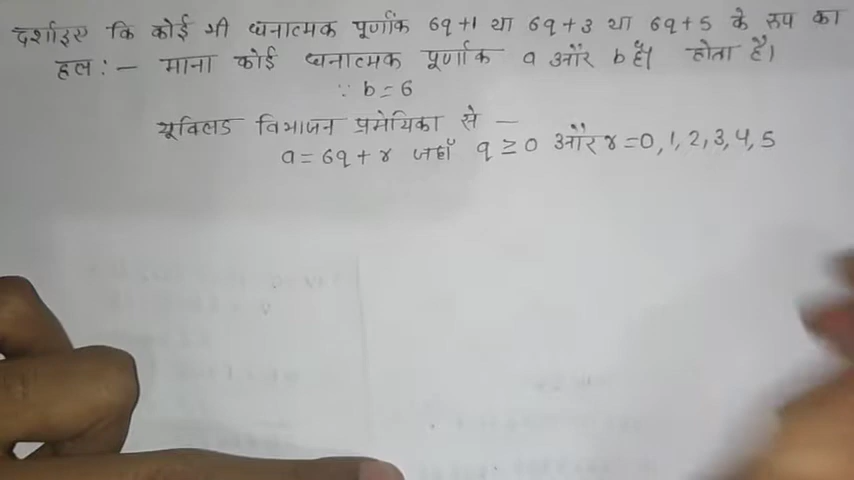 दर्शाइए कि कोई भी धनात्मक पूर्णांक 6q+1 या 6q+3 या 6q+5 के रूप का
होता है।
हल:- माना कोई धनात्मक पूर्णांक a और b हैं।
∵ b = 6
यूक्लिड विभाजन प्रमेयिका से —
a = 6q + r जहाँ q ≥ 0 और r = 0, 1, 2, 3, 4, 5